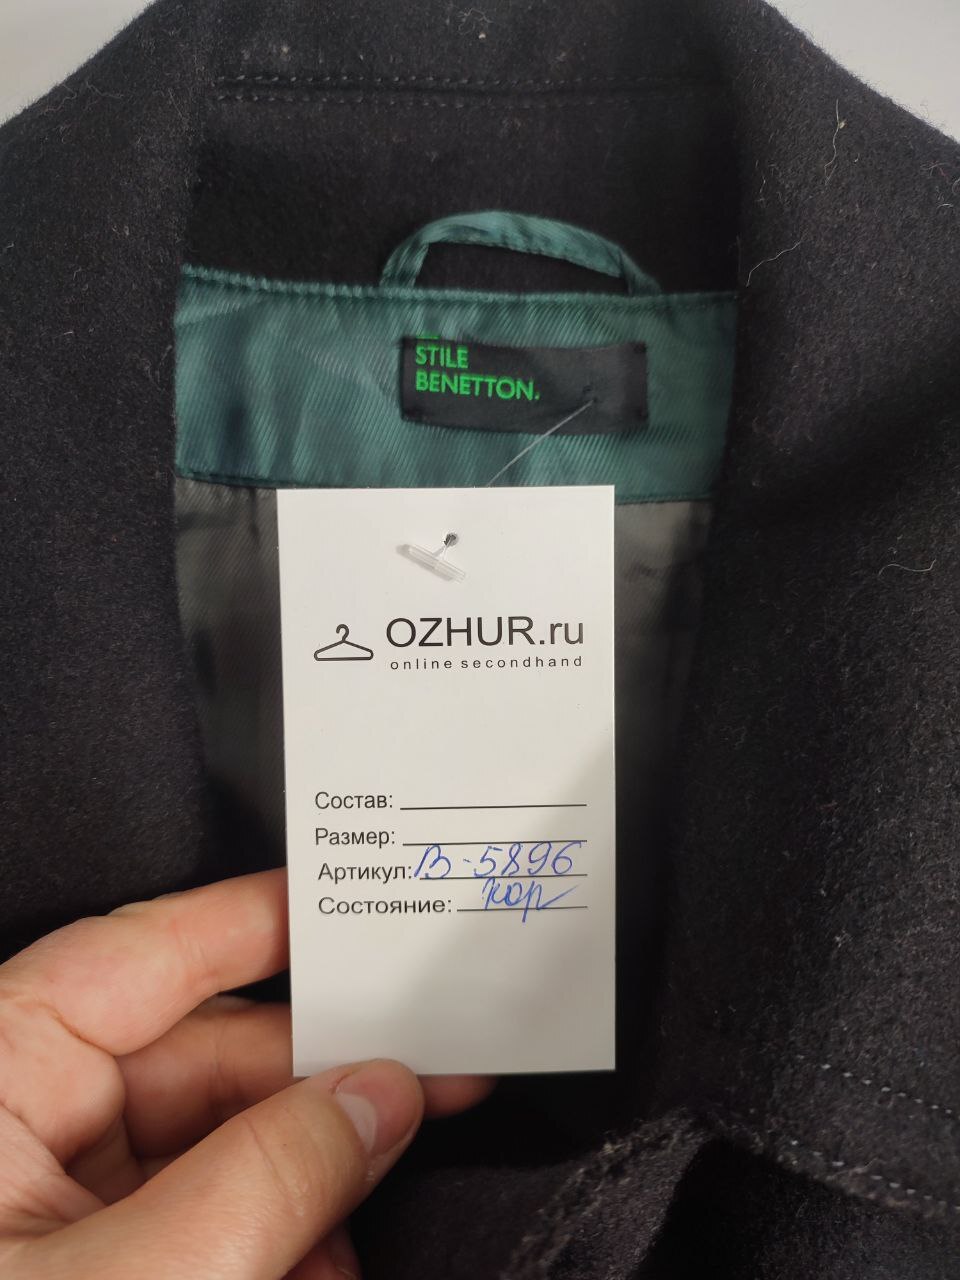 STILE
BENETTON.
OZHUR.ru
online secondhand
Состав:
Размер:
Артикул: В-5896
Состояние: хор